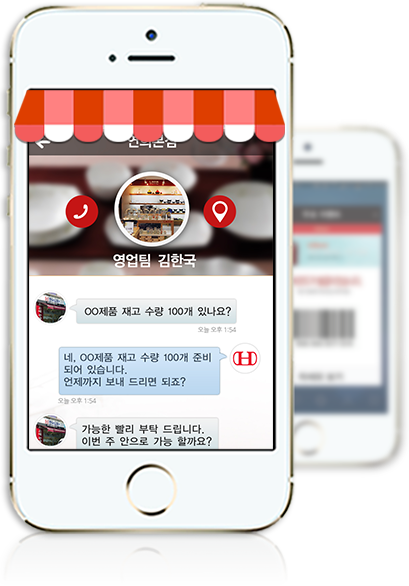 영업팀 김한국
OO제품 재고 수량 100개 있나요?
오늘 오후 1:54
네, OO제품 재고 수량 100개 준비
되어 있습니다.
언제까지 보내 드리면 되죠?
오늘 오후 1:54
가능한 빨리 부탁 드립니다.
이번 주 안으로 가능 할까요?